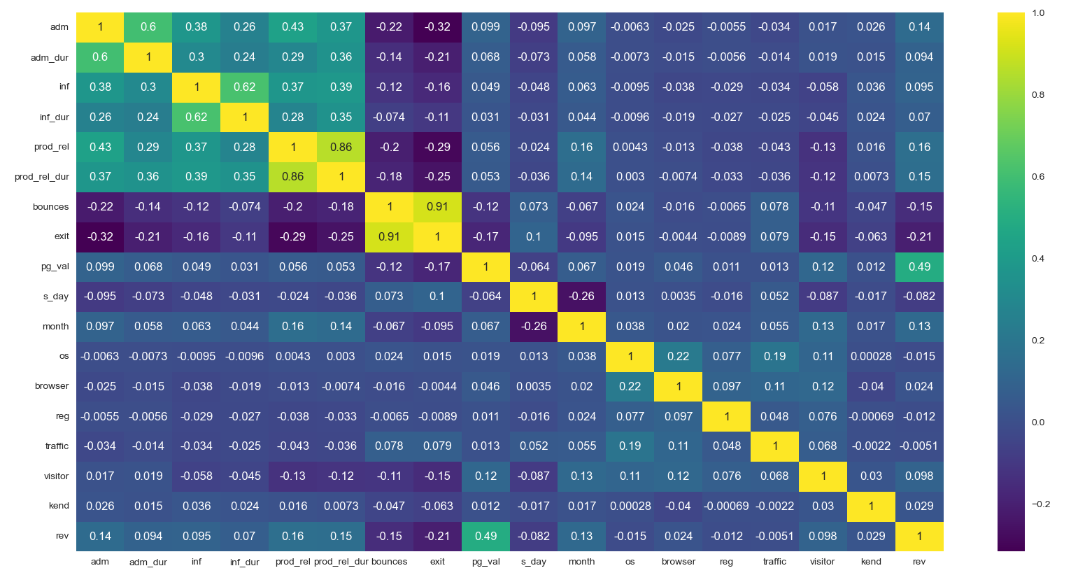 adm 1 0.6 0.38 0.26 0.43 0.37 -0.22 -0.32 0.099 -0.095 0.097 -0.0063 -0.025 -0.0055 -0.034 0.017 0.026 0.14 1.0
adm_dur 0.6 1 0.3 0.24 0.29 0.36 -0.14 -0.21 0.068 -0.073 0.058 -0.0073 -0.015 -0.0056 -0.014 0.019 0.015 0.094
inf 0.38 0.3 1 0.62 0.37 0.39 -0.12 -0.16 0.049 -0.048 0.063 -0.0095 -0.038 -0.029 -0.034 -0.058 0.036 0.095 0.8
inf_dur 0.26 0.24 0.62 1 0.28 0.35 -0.074 -0.11 0.031 -0.031 0.044 -0.0096 -0.019 -0.027 -0.025 -0.045 0.024 0.07
prod_rel 0.43 0.29 0.37 0.28 1 0.86 -0.2 -0.29 0.056 -0.024 0.16 0.0043 -0.013 -0.038 -0.043 -0.13 0.016 0.16
prod_rel_dur 0.37 0.36 0.39 0.35 0.86 1 -0.18 -0.25 0.053 -0.036 0.14 0.003 -0.0074 -0.033 -0.036 -0.12 0.0073 0.15 0.6
bounces -0.22 -0.14 -0.12 -0.074 -0.2 -0.18 1 0.91 -0.12 0.073 -0.067 0.024 -0.016 -0.0065 0.078 -0.11 -0.047 -0.15
exit -0.32 -0.21 -0.16 -0.11 -0.29 -0.25 0.91 1 -0.17 0.1 -0.095 0.015 -0.0044 -0.0089 0.079 -0.15 -0.063 -0.21
pg_val 0.099 0.068 0.049 0.031 0.056 0.053 -0.12 -0.17 1 -0.064 0.067 0.019 0.046 0.011 0.013 0.12 0.012 0.49 0.4
s_day -0.095 -0.073 -0.048 -0.031 -0.024 -0.036 0.073 0.1 -0.064 1 -0.26 0.013 0.0035 -0.016 0.052 -0.087 -0.017 -0.082
month 0.097 0.058 0.063 0.044 0.16 0.14 -0.067 -0.095 0.067 -0.26 1 0.038 0.02 0.024 0.055 0.13 0.017 0.13 0.2
os -0.0063 -0.0073 -0.0095 -0.0096 0.0043 0.003 0.024 0.015 0.019 0.013 0.038 1 0.22 0.077 0.19 0.11 0.00028 -0.015
browser -0.025 -0.015 -0.038 -0.019 -0.013 -0.0074 -0.016 -0.0044 0.046 0.0035 0.02 0.22 1 0.097 0.11 0.12 -0.04 0.024
reg -0.0055 -0.0056 -0.029 -0.027 -0.038 -0.033 -0.0065 -0.0089 0.011 -0.016 0.024 0.077 0.097 1 0.048 0.076 -0.00069 -0.012 0.0
traffic -0.034 -0.014 -0.034 -0.025 -0.043 -0.036 0.078 0.079 0.013 0.052 0.055 0.19 0.11 0.048 1 0.068 -0.0022 -0.0051
visitor 0.017 0.019 -0.058 -0.045 -0.13 -0.12 -0.11 -0.15 0.12 -0.087 0.13 0.11 0.12 0.076 0.068 1 0.03 0.098
kend 0.026 0.015 0.036 0.024 0.016 0.0073 -0.047 -0.063 0.012 -0.017 0.017 0.00028 -0.04 -0.00069 -0.0022 0.03 1 0.029 −0.2
rev 0.14 0.094 0.095 0.07 0.16 0.15 -0.15 -0.21 0.49 -0.082 0.13 -0.015 0.024 -0.012 -0.0051 0.098 0.029 1
adm adm_dur inf inf_dur prod_rel prod_rel_dur bounces exit pg_val s_day month os browser reg traffic visitor kend rev